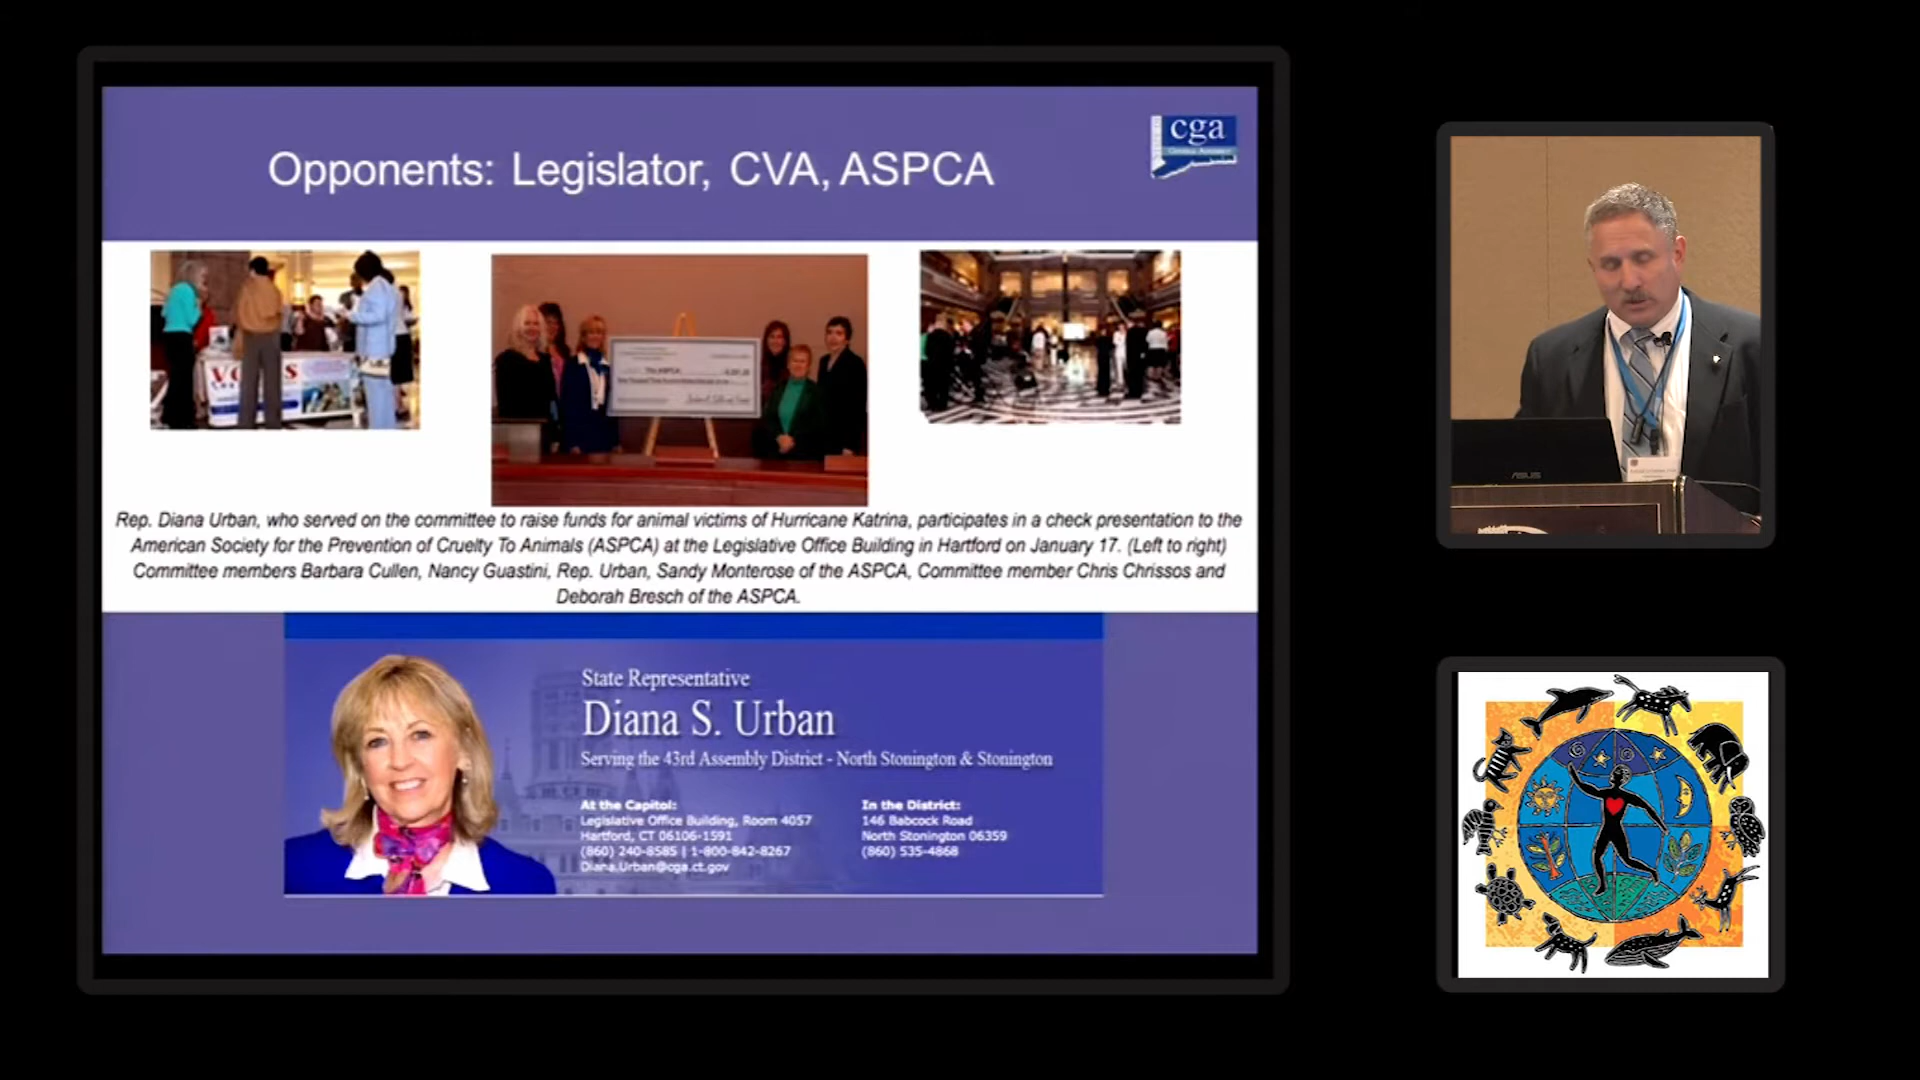 Opponents: Legislator, CVA, ASPCA
cga
Rep. Diana Urban, who served on the committee to raise funds for animal victims of Hurricane Katrina, participates in a check presentation to the
American Society for the Prevention of Cruelty To Animals (ASPCA) at the Legislative Office Building in Hartford on January 17. (Left to right)
Committee members Barbara Cullen, Nancy Guastini, Rep. Urban, Sandy Monterose of the ASPCA, Committee member Chris Chrissos and
Deborah Bresch of the ASPCA.
State Representative
Diana S. Urban
Serving the 43rd Assembly District - North Stonington & Stonington
At the Capitol:
Legislative Office Building, Room 4057
Hartford, CT 06106-1591
(860) 240-8585 | 1-800-842-8267
Diana.Urban@cga.ct.gov
In the District:
146 Babcock Road
North Stonington 06359
(860) 535-4868
ASUS